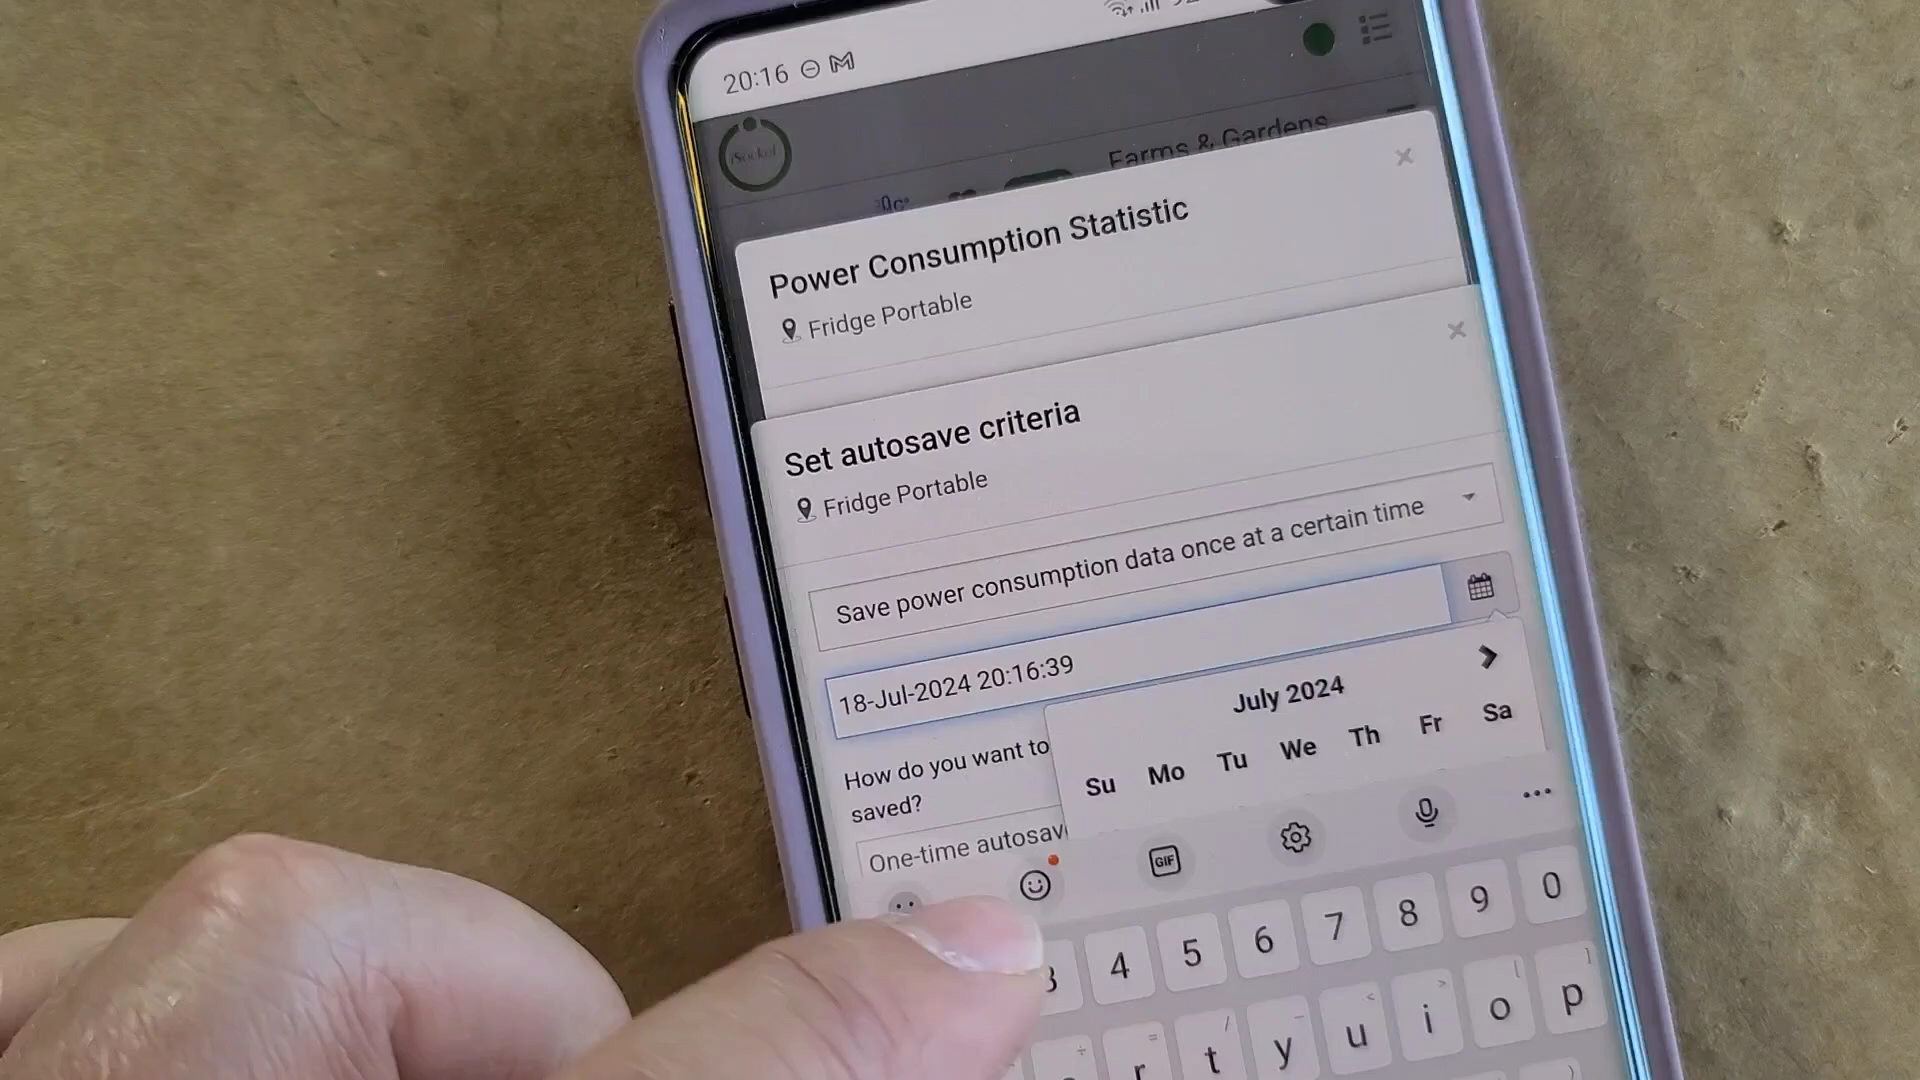 20:16
iSocket
Farms & Gardens
Power Consumption Statistic
Fridge Portable
Set autosave criteria
Fridge Portable
Save power consumption data once at a certain time
18-Jul-2024 20:16:39
July 2024
Su Mo Tu We Th Fr Sa
How do you want to
saved?
One-time autosav
GIF
3 4 5 6 7 8 9 0
r t y u i o p